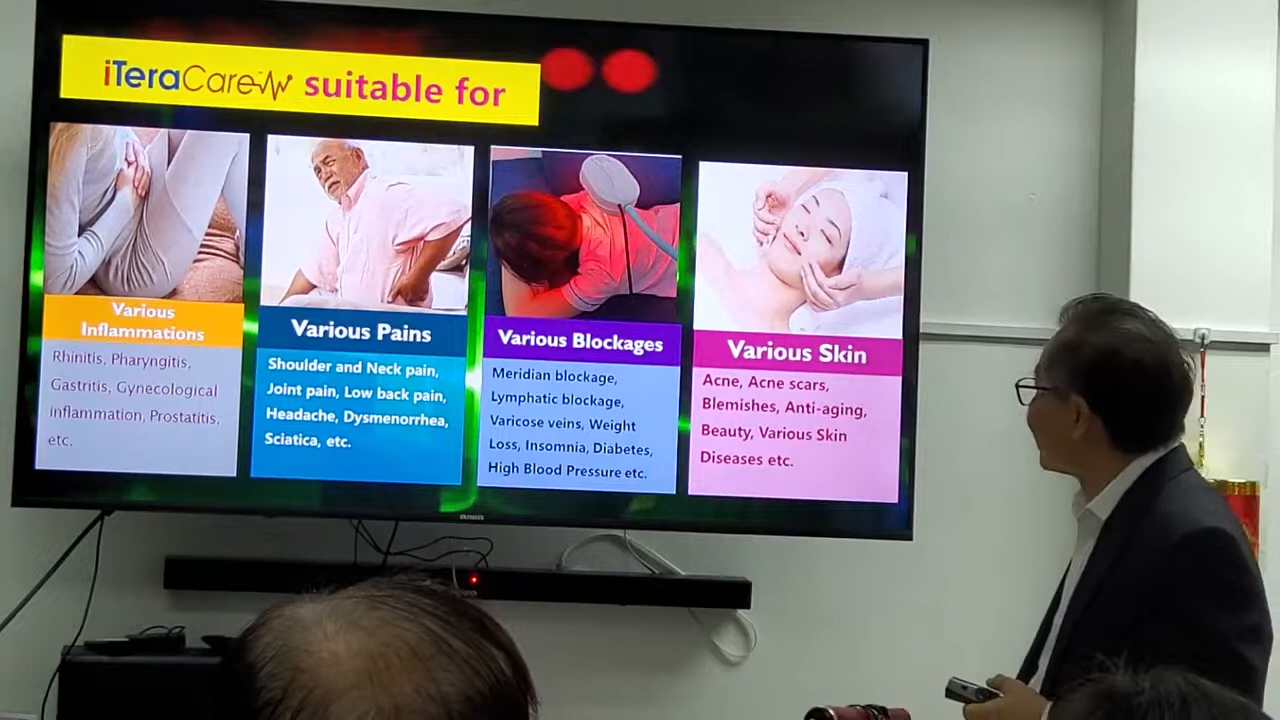 iTeraCare suitable for
Various
Inflammations
Rhinitis, Pharyngitis,
Gastritis, Gynecological
inflammation, Prostatitis,
etc.
Various Pains
Shoulder and Neck pain,
Joint pain, Low back pain,
Headache, Dysmenorrhea,
Sciatica, etc.
Various Blockages
Meridian blockage,
Lymphatic blockage,
Varicose veins, Weight
Loss, Insomnia, Diabetes,
High Blood Pressure etc.
Various Skin
Acne, Acne scars,
Blemishes, Anti-aging,
Beauty, Various Skin
Diseases etc.